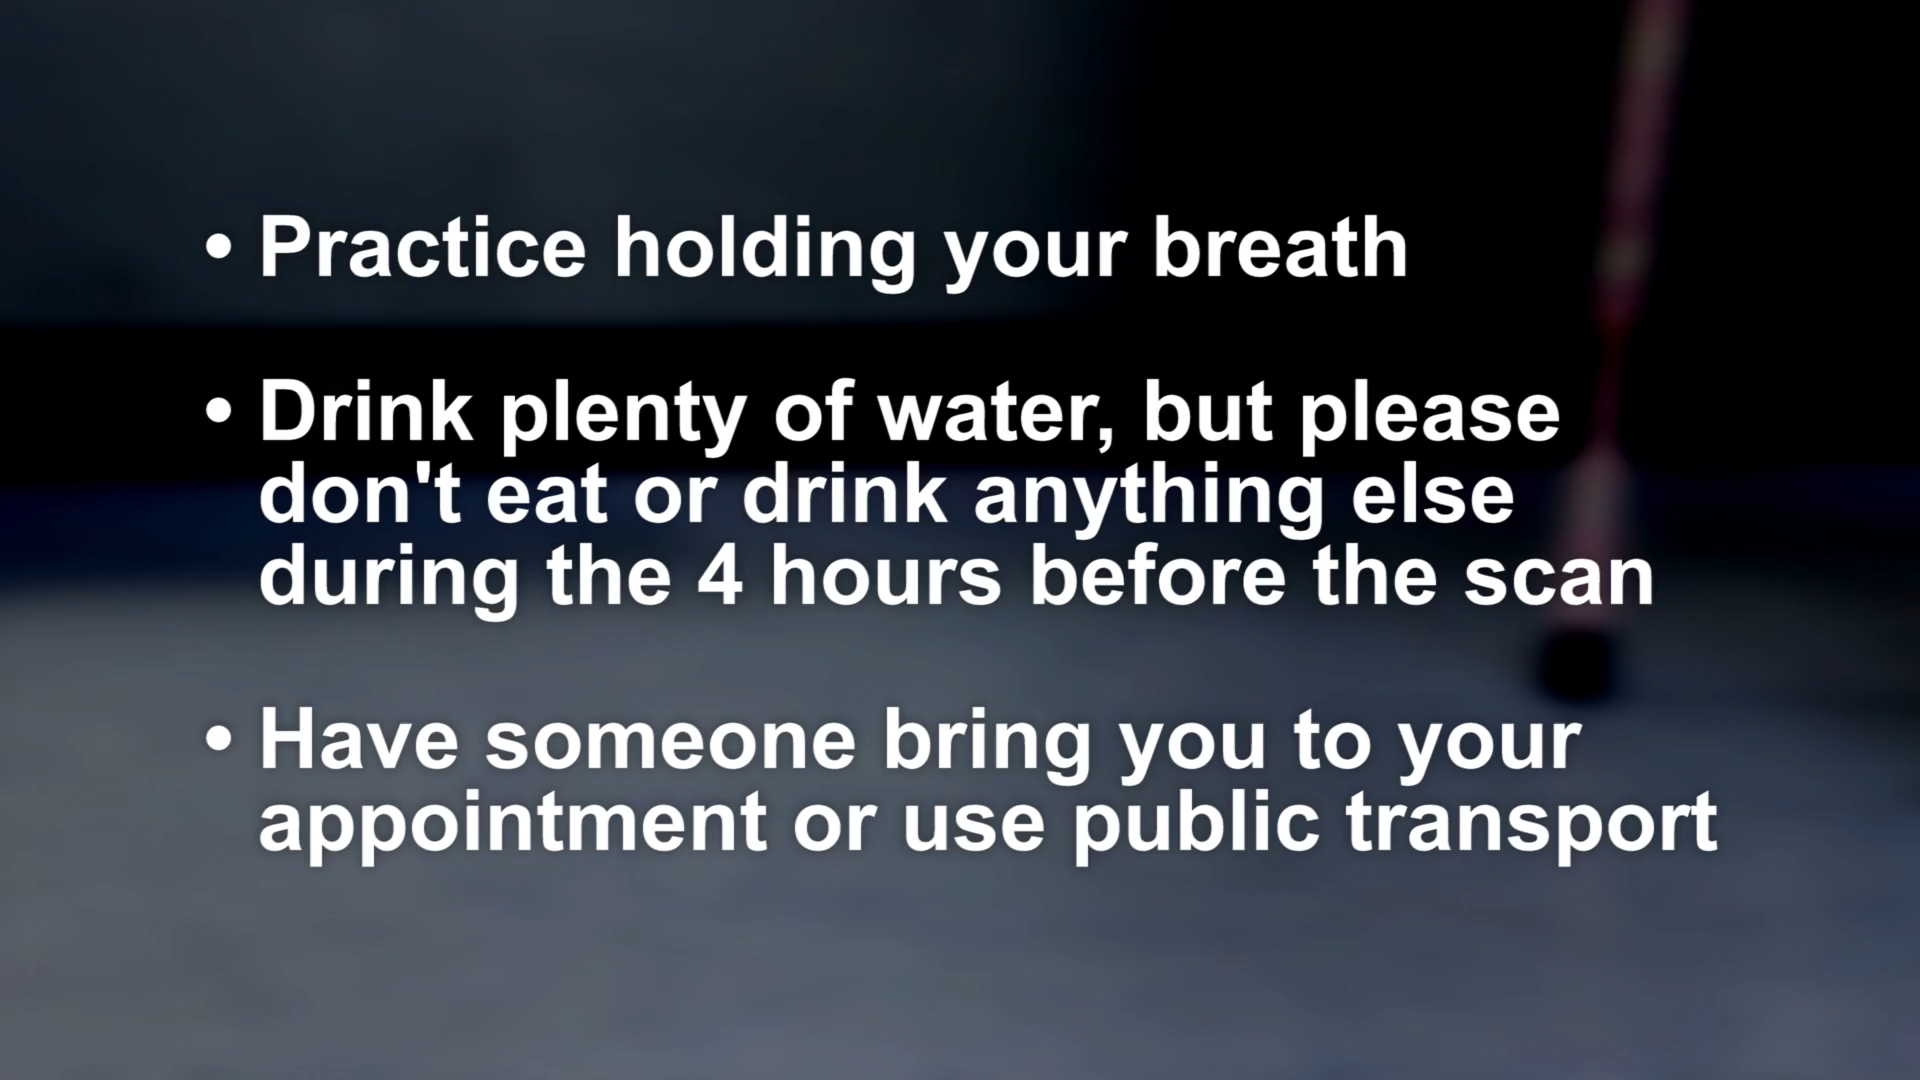 • Practice holding your breath
• Drink plenty of water, but please
don't eat or drink anything else
during the 4 hours before the scan
• Have someone bring you to your
appointment or use public transport